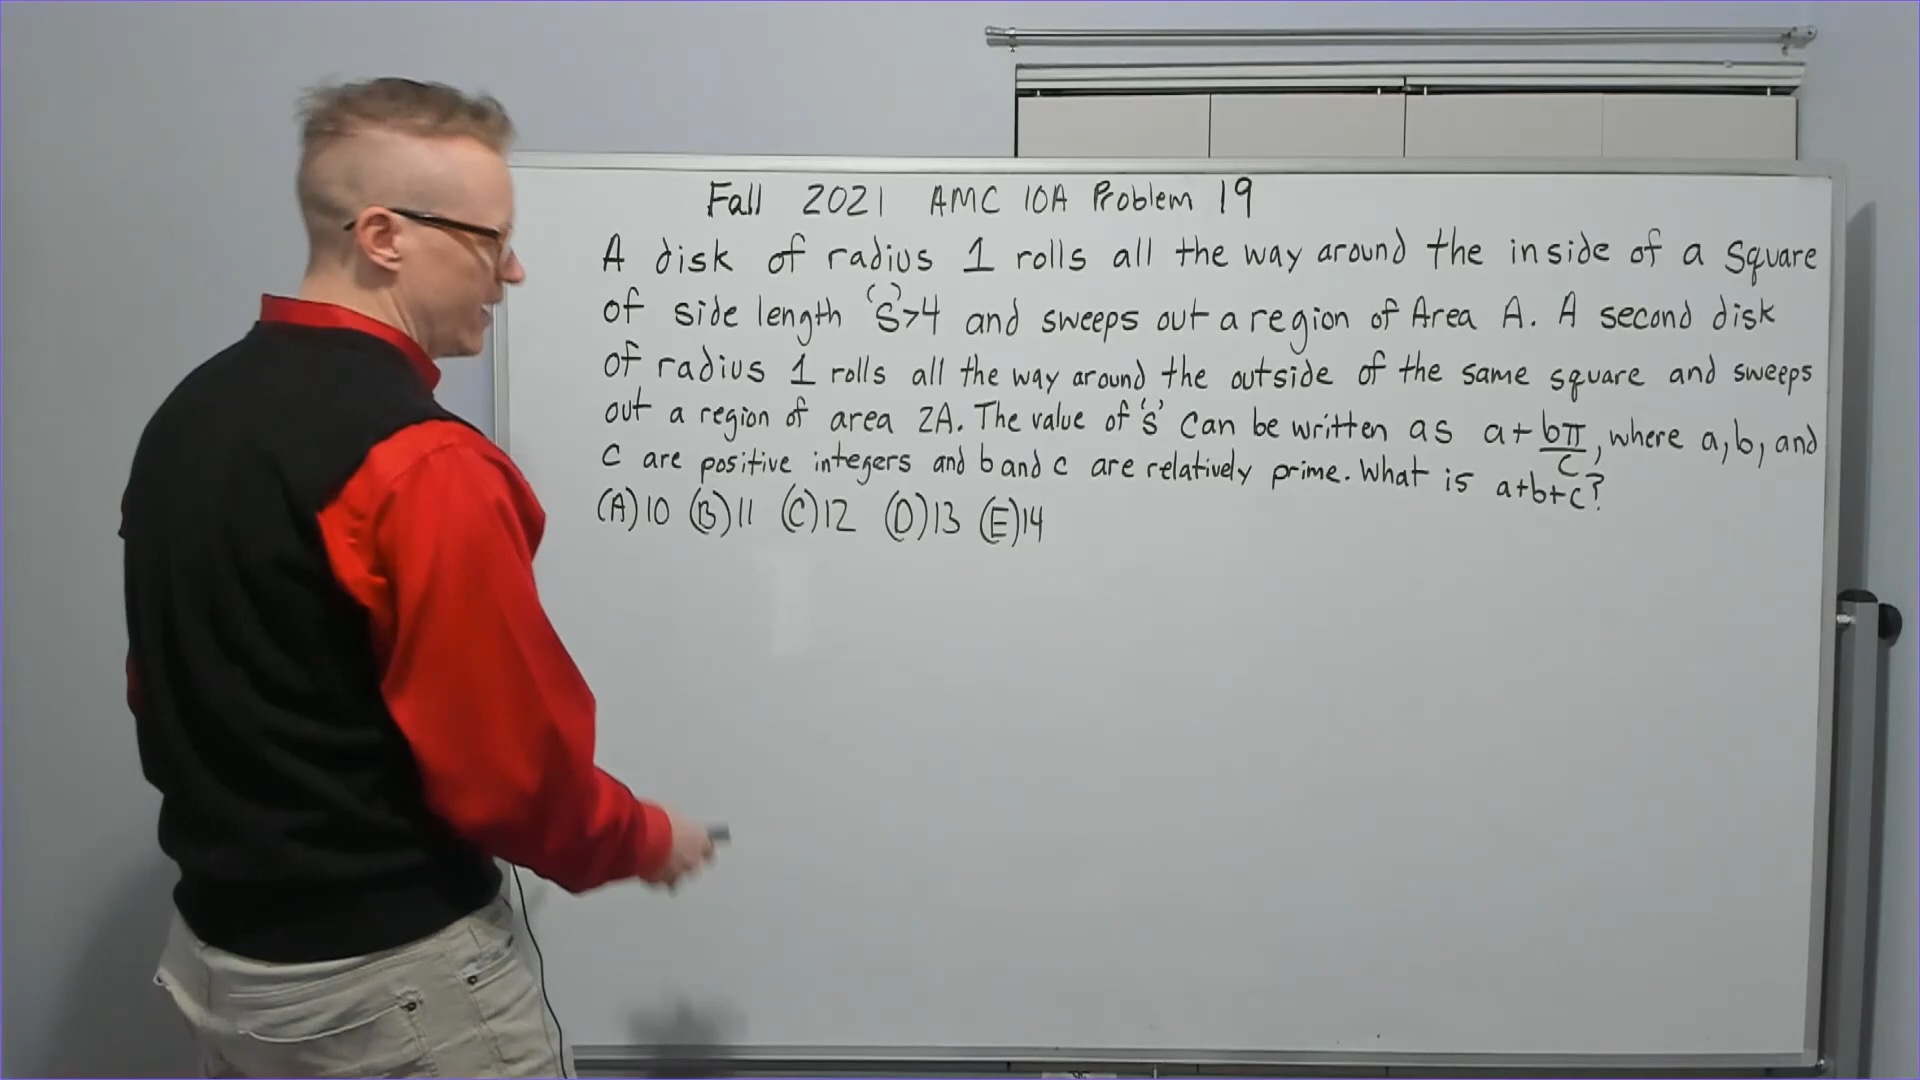 Fall 2021 AMC 10A Problem 19
A disk of radius 1 rolls all the way around the inside of a square
of side length 's'>4 and sweeps out a region of Area A. A second disk
of radius 1 rolls all the way around the outside of the same square and sweeps
out a region of area 2A. The value of 's' can be written as a+bπ/c, where a, b, and
c are positive integers and b and c are relatively prime. What is a+b+c?
(A)10 (B)11 (C)12 (D)13 (E)14